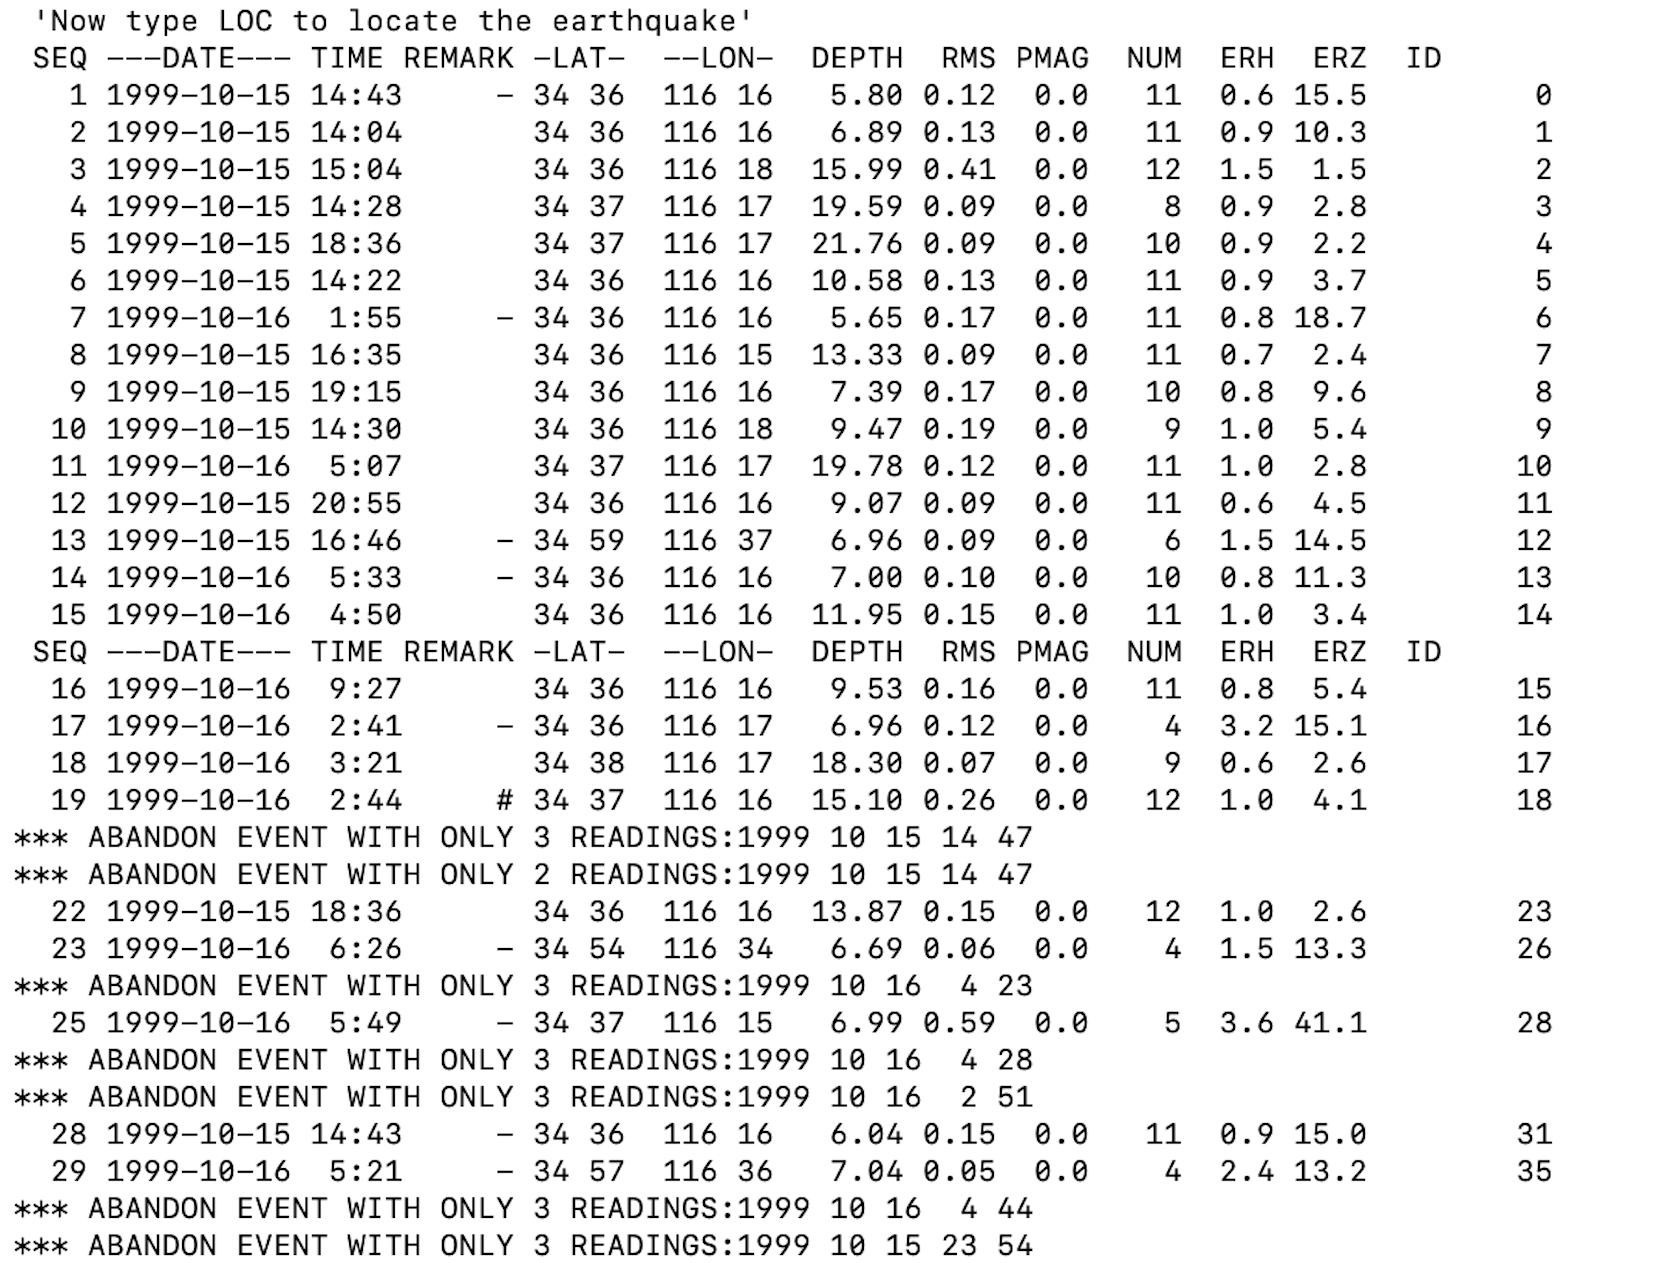 'Now type LOC to locate the earthquake'
SEQ ---DATE--- TIME REMARK -LAT-  --LON-  DEPTH  RMS PMAG  NUM  ERH  ERZ  ID
1 1999-10-15 14:43     - 34 36  116 16   5.80 0.12  0.0   11  0.6 15.5         0
2 1999-10-15 14:04       34 36  116 16   6.89 0.13  0.0   11  0.9 10.3         1
3 1999-10-15 15:04       34 36  116 18  15.99 0.41  0.0   12  1.5  1.5         2
4 1999-10-15 14:28       34 37  116 17  19.59 0.09  0.0    8  0.9  2.8         3
5 1999-10-15 18:36       34 37  116 17  21.76 0.09  0.0   10  0.9  2.2         4
6 1999-10-15 14:22       34 36  116 16  10.58 0.13  0.0   11  0.9  3.7         5
7 1999-10-16  1:55     - 34 36  116 16   5.65 0.17  0.0   11  0.8 18.7         6
8 1999-10-15 16:35       34 36  116 15  13.33 0.09  0.0   11  0.7  2.4         7
9 1999-10-15 19:15       34 36  116 16   7.39 0.17  0.0   10  0.8  9.6         8
10 1999-10-15 14:30       34 36  116 18   9.47 0.19  0.0    9  1.0  5.4         9
11 1999-10-16  5:07       34 37  116 17  19.78 0.12  0.0   11  1.0  2.8        10
12 1999-10-15 20:55       34 36  116 16   9.07 0.09  0.0   11  0.6  4.5        11
13 1999-10-15 16:46     - 34 59  116 37   6.96 0.09  0.0    6  1.5 14.5        12
14 1999-10-16  5:33     - 34 36  116 16   7.00 0.10  0.0   10  0.8 11.3        13
15 1999-10-16  4:50       34 36  116 16  11.95 0.15  0.0   11  1.0  3.4        14
SEQ ---DATE--- TIME REMARK -LAT-  --LON-  DEPTH  RMS PMAG  NUM  ERH  ERZ  ID
16 1999-10-16  9:27       34 36  116 16   9.53 0.16  0.0   11  0.8  5.4        15
17 1999-10-16  2:41     - 34 36  116 17   6.96 0.12  0.0    4  3.2 15.1        16
18 1999-10-16  3:21       34 38  116 17  18.30 0.07  0.0    9  0.6  2.6        17
19 1999-10-16  2:44     # 34 37  116 16  15.10 0.26  0.0   12  1.0  4.1        18
*** ABANDON EVENT WITH ONLY 3 READINGS:1999 10 15 14 47
*** ABANDON EVENT WITH ONLY 2 READINGS:1999 10 15 14 47
22 1999-10-15 18:36       34 36  116 16  13.87 0.15  0.0   12  1.0  2.6        23
23 1999-10-16  6:26     - 34 54  116 34   6.69 0.06  0.0    4  1.5 13.3        26
*** ABANDON EVENT WITH ONLY 3 READINGS:1999 10 16  4 23
25 1999-10-16  5:49     - 34 37  116 15   6.99 0.59  0.0    5  3.6 41.1        28
*** ABANDON EVENT WITH ONLY 3 READINGS:1999 10 16  4 28
*** ABANDON EVENT WITH ONLY 3 READINGS:1999 10 16  2 51
28 1999-10-15 14:43     - 34 36  116 16   6.04 0.15  0.0   11  0.9 15.0        31
29 1999-10-16  5:21     - 34 57  116 36   7.04 0.05  0.0    4  2.4 13.2        35
*** ABANDON EVENT WITH ONLY 3 READINGS:1999 10 16  4 44
*** ABANDON EVENT WITH ONLY 3 READINGS:1999 10 15 23 54